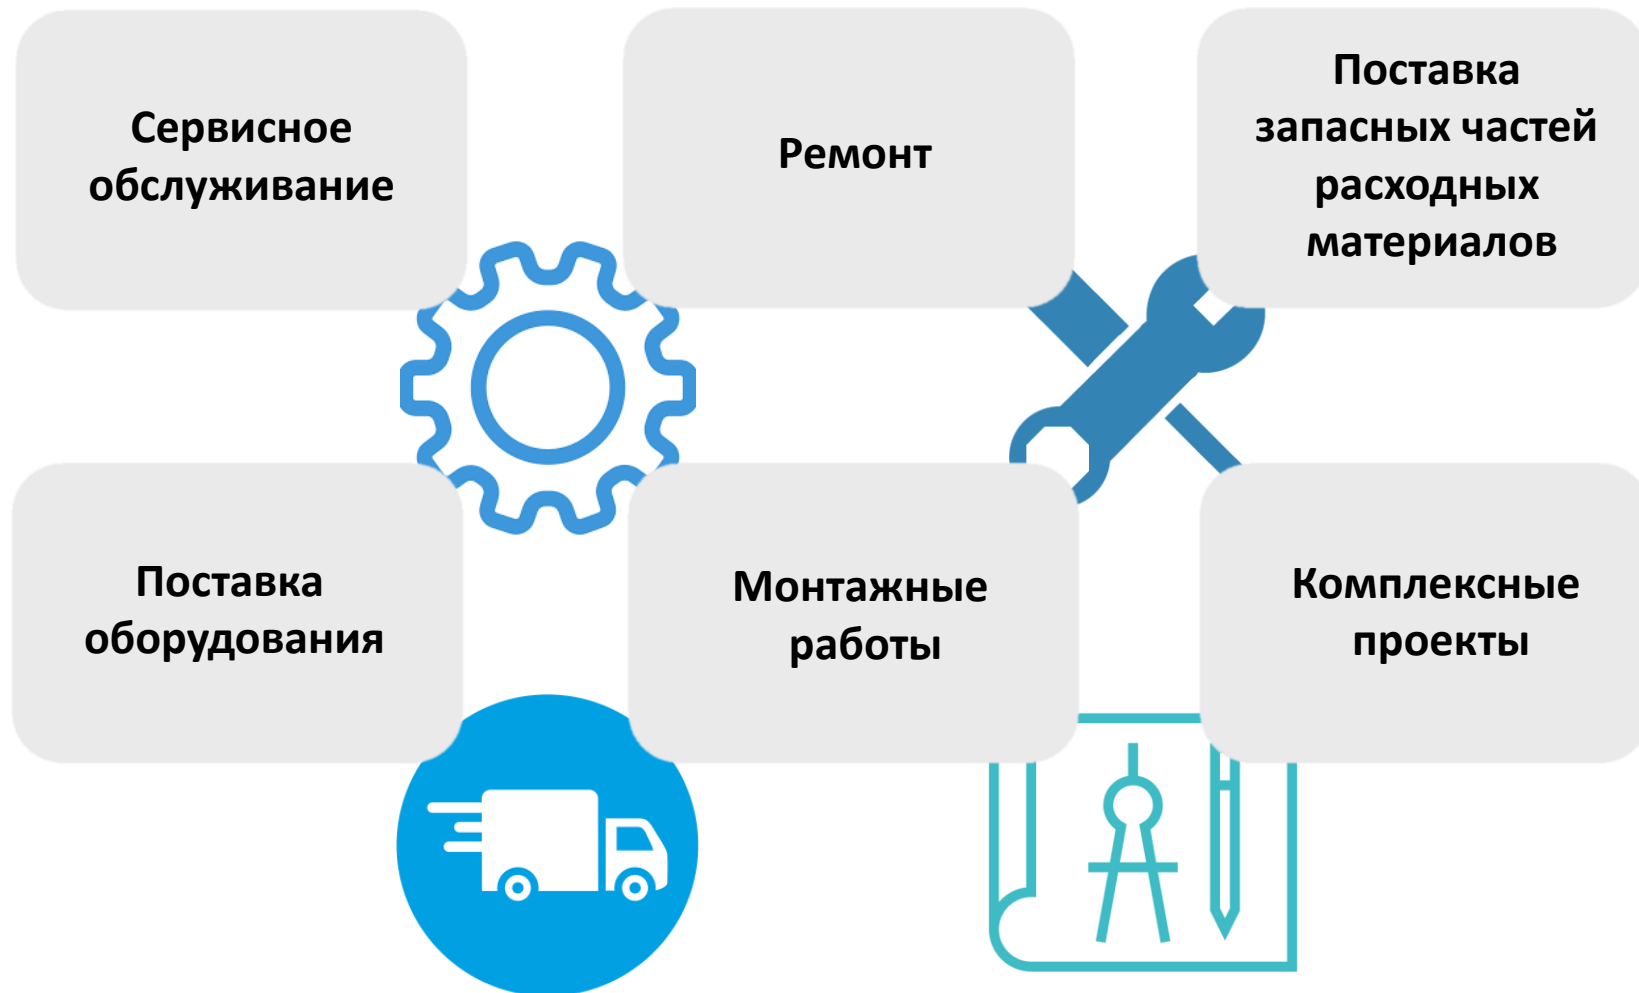 Сервисное
обслуживание
Ремонт
Поставка
запасных частей
расходных
материалов
Поставка
оборудования
Монтажные
работы
Комплексные
проекты